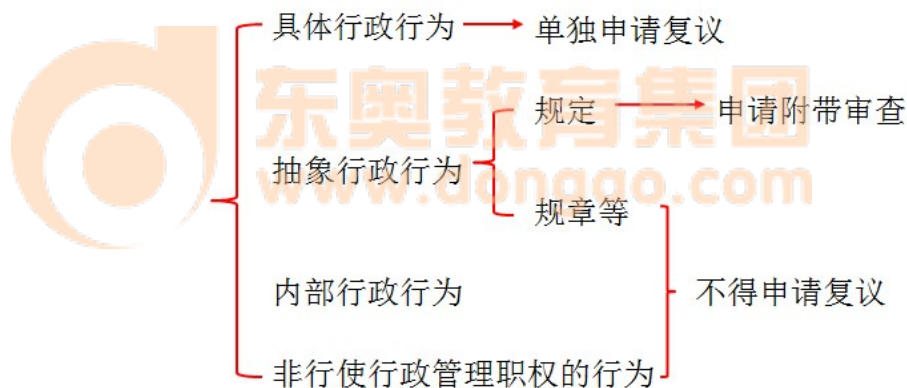 具体行政行为
单独申请复议
东奥教育集团
规定
申请附带审查
抽象行政行为
www.dongao.com
规章等
内部行政行为
不得申请复议
非行使行政管理职权的行为